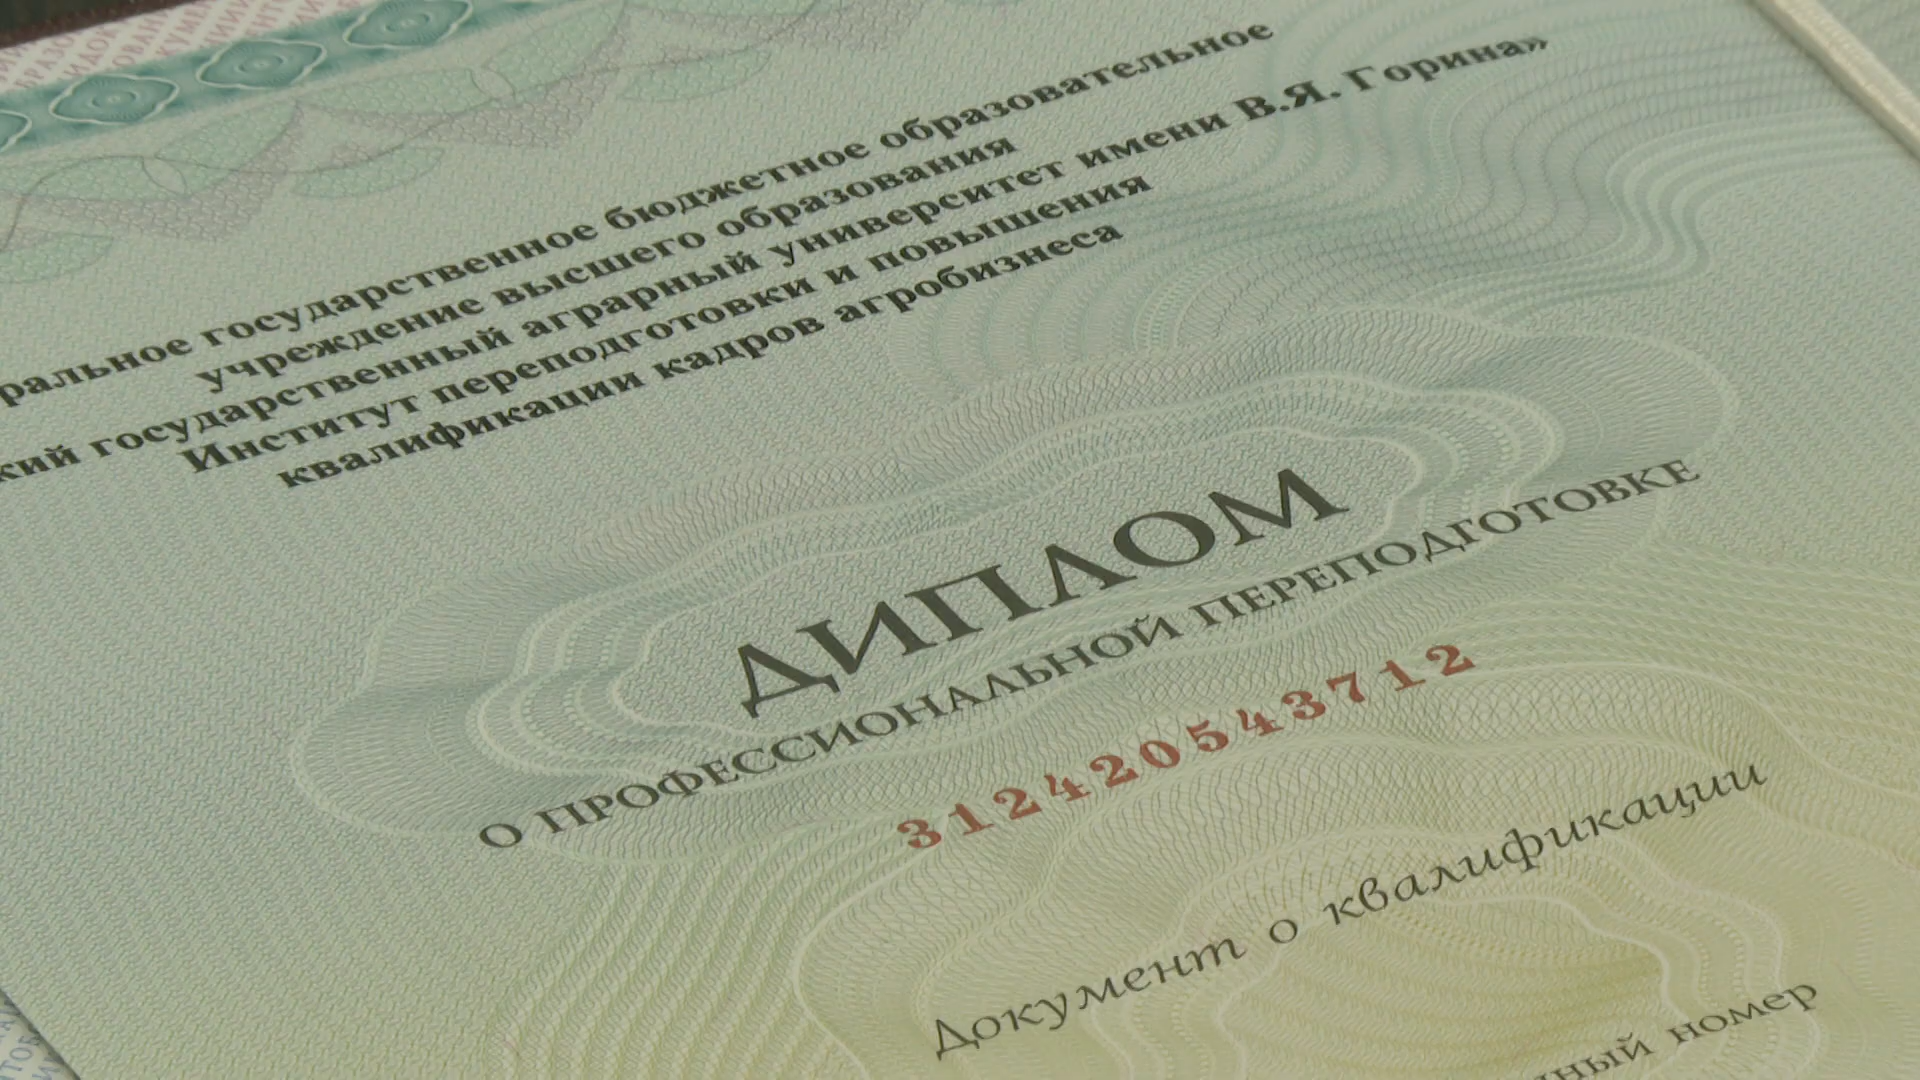 ральное государственное бюджетное образовательное
учреждение высшего образования
кий государственный аграрный университет имени В.Я. Горина»
Институт переподготовки и повышения
квалификации кадров агробизнеса
ДИПЛОМ
О ПРОФЕССИОНАЛЬНОЙ ПЕРЕПОДГОТОВКЕ
312420543712
Документ о квалификации
ный номер